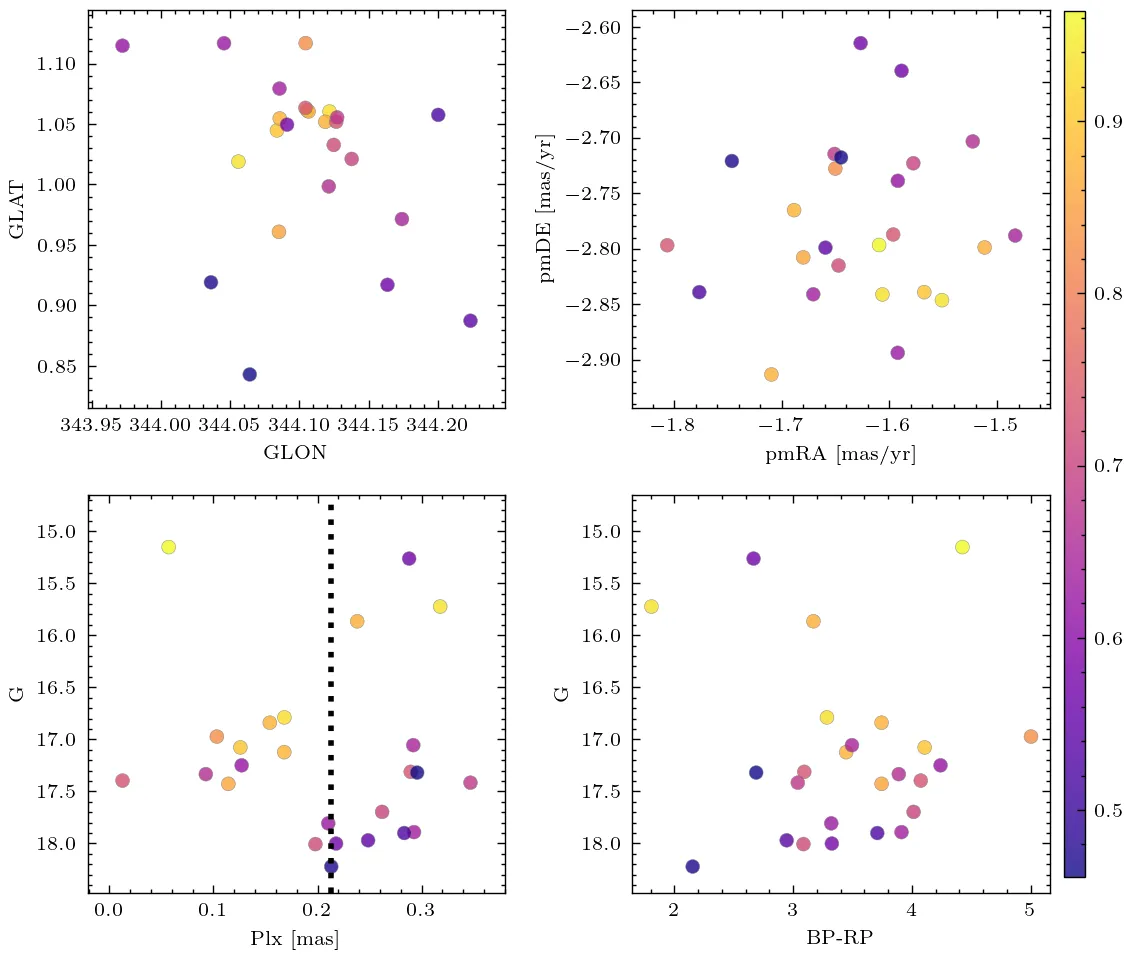 1.10
1.05
1.00
0.95
0.90
0.85
GLAT
343.95 344.00 344.05 344.10 344.15 344.20
GLON
−2.60
−2.65
−2.70
−2.75
−2.80
−2.85
−2.90
pmDE [mas/yr]
−1.8 −1.7 −1.6 −1.5
pmRA [mas/yr]
0.9
0.8
0.7
0.6
0.5
15.0
15.5
16.0
16.5
17.0
17.5
18.0
G
0.0 0.1 0.2 0.3
Plx [mas]
15.0
15.5
16.0
16.5
17.0
17.5
18.0
G
2 3 4 5
BP-RP